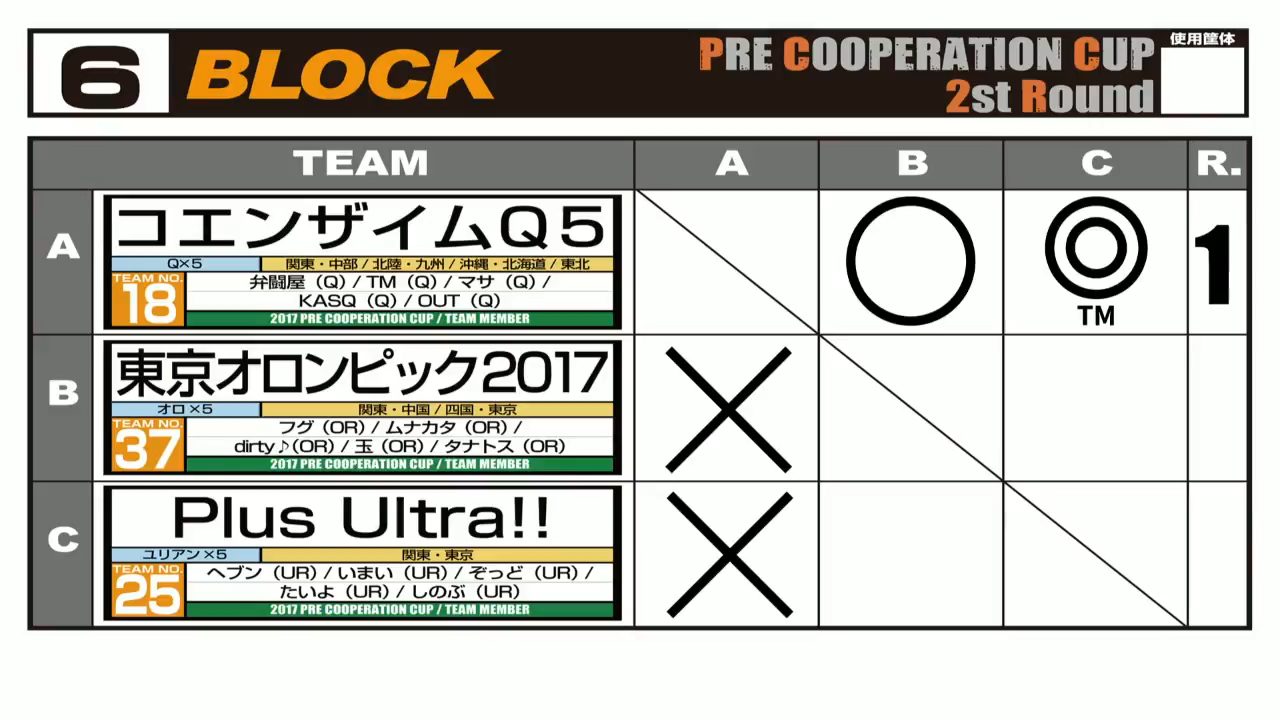 6 BLOCK
PRE COOPERATION CUP
2st Round
使用筐体
TEAM A B C R.
A
コエンザイムQ5
Q×5 関東・中部/北陸・九州/沖縄・北海道/東北
TEAM NO. 18
弁闘屋(Q)/TM(Q)/マサ(Q)/
KASQ(Q)/OUT(Q)
2017 PRE COOPERATION CUP / TEAM MEMBER
TM
1
B
東京オロンピック2017
オロ×5 関東・中国/四国・東京
TEAM NO. 37
フグ(OR)/ムナカタ(OR)/
dirty♪(OR)/玉(OR)/タナトス(OR)
2017 PRE COOPERATION CUP / TEAM MEMBER
C
Plus Ultra!!
ユリアン×5 関東・東京
TEAM NO. 25
ヘブン(UR)/いまい(UR)/ぞっど(UR)/
たいよ(UR)/しのぶ(UR)
2017 PRE COOPERATION CUP / TEAM MEMBER